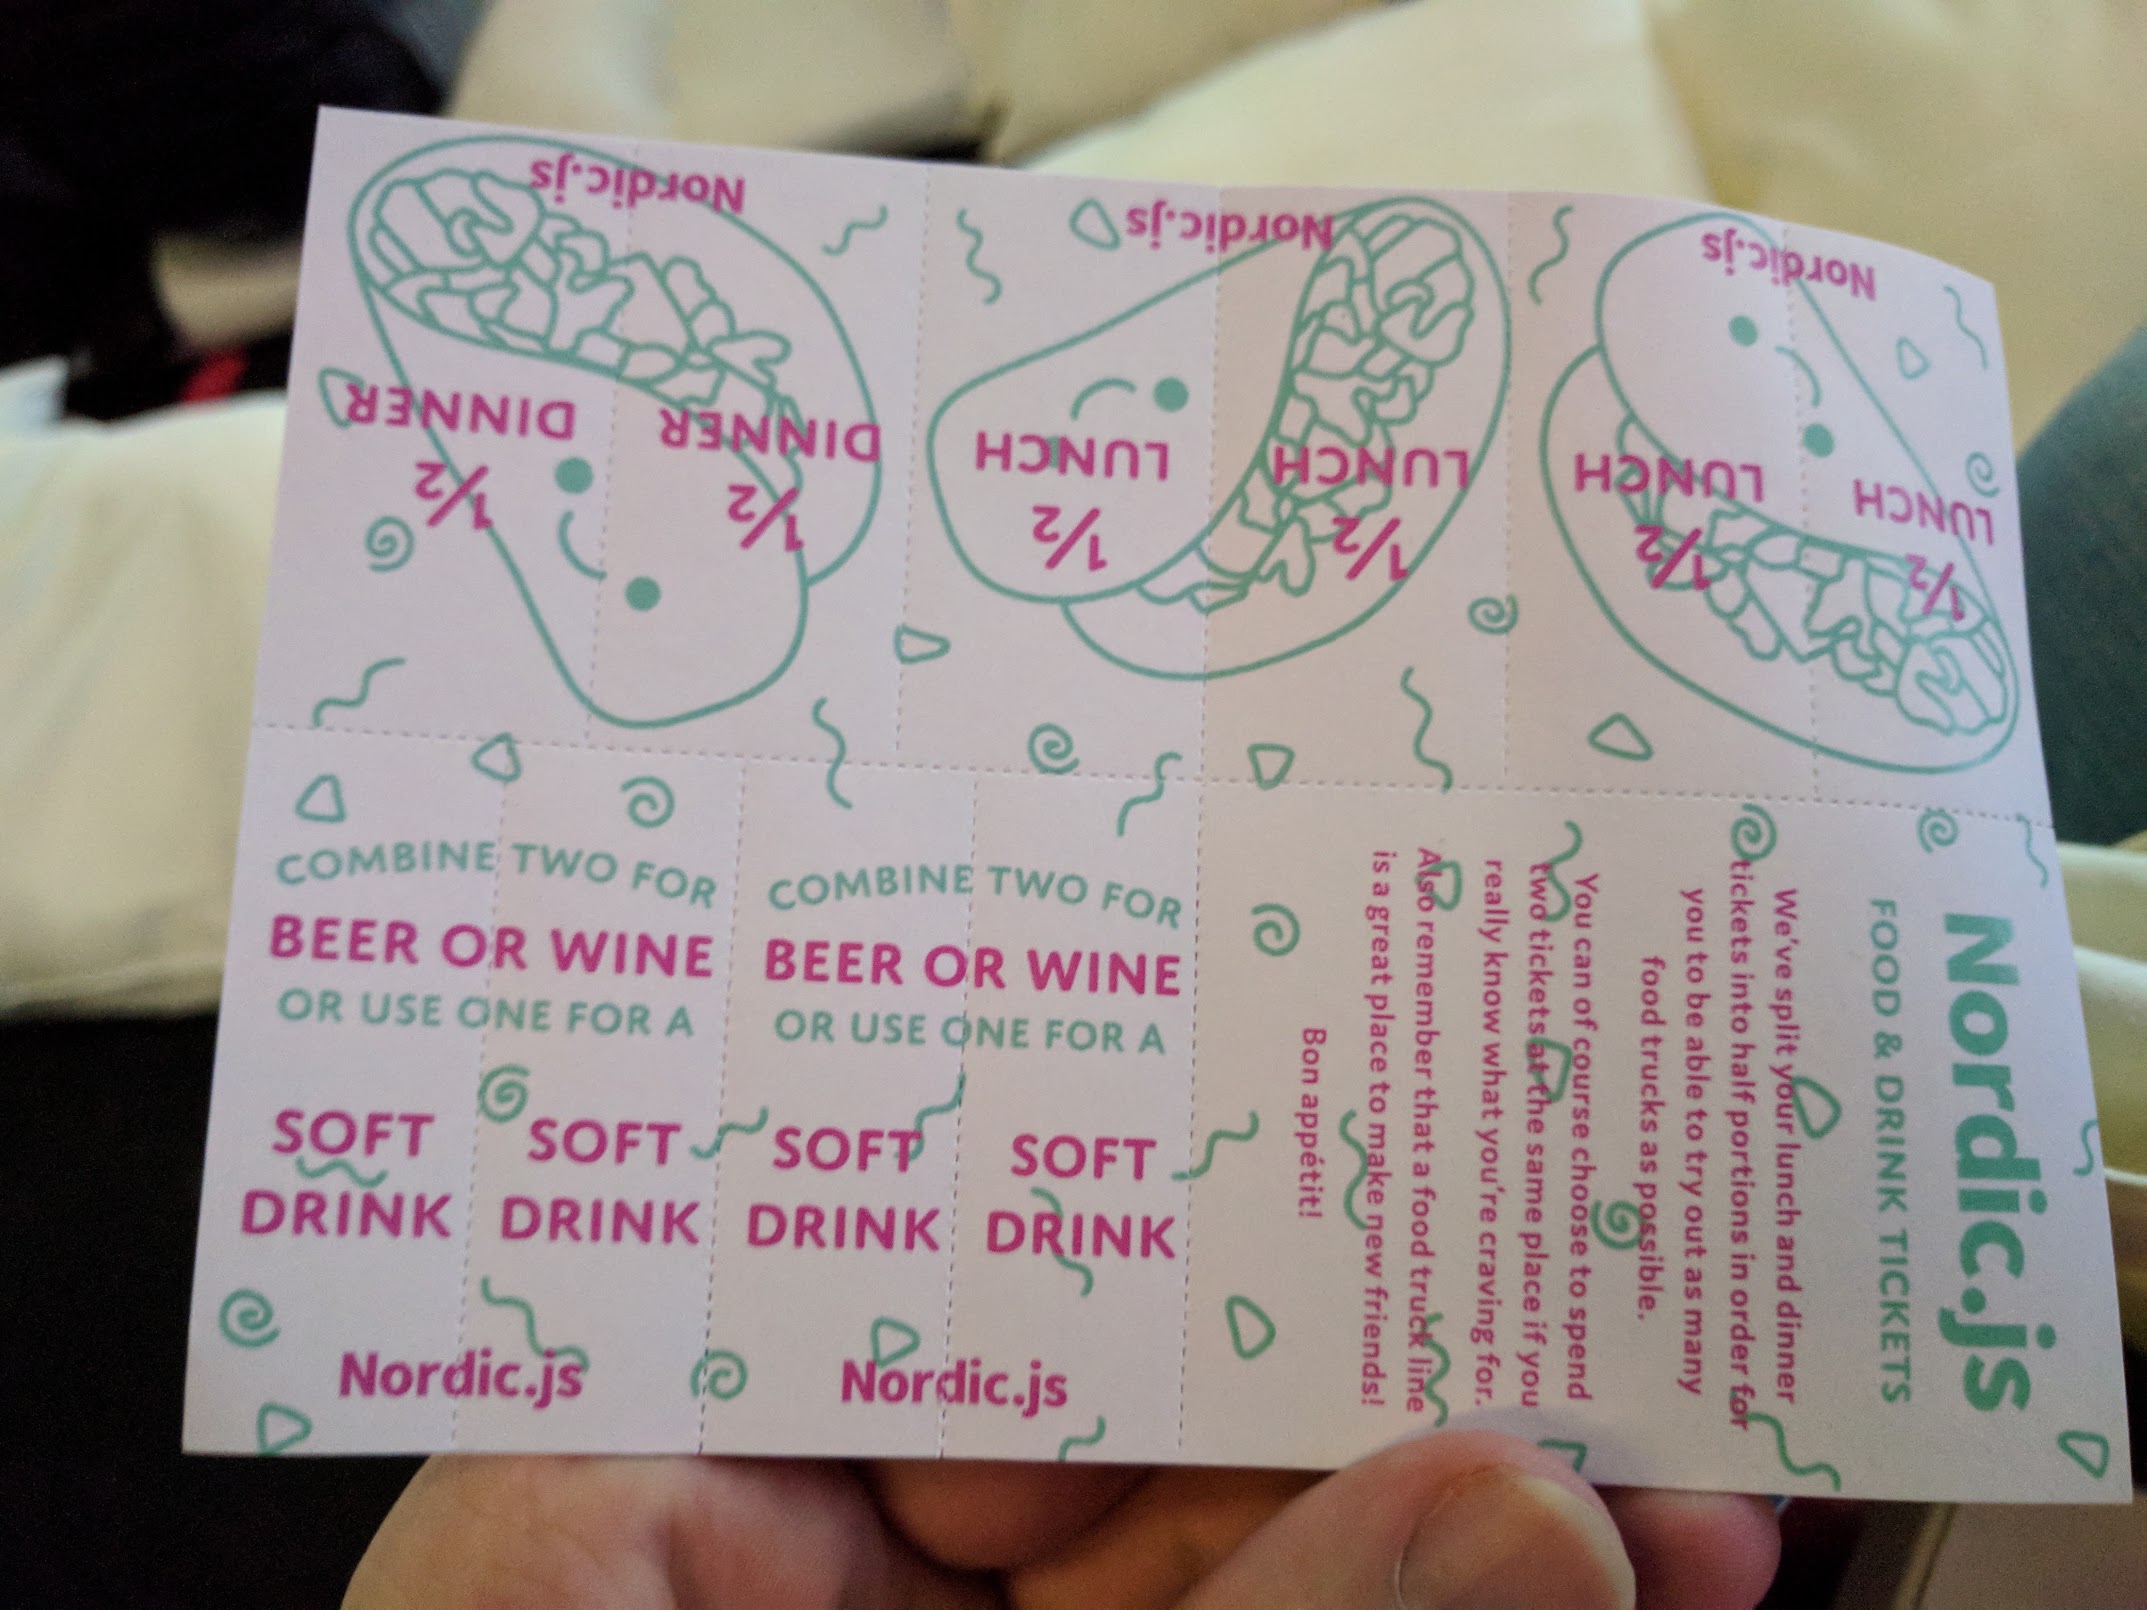 Nordic.js
Nordic.js
Nordic.js
DINNER
DINNER
LUNCH
LUNCH
LUNCH
LUNCH
1/2
1/2
1/2
1/2
1/2
1/2
COMBINE TWO FOR
BEER OR WINE
OR USE ONE FOR A
SOFT
DRINK
SOFT
DRINK
Nordic.js
COMBINE TWO FOR
BEER OR WINE
OR USE ONE FOR A
SOFT
DRINK
SOFT
DRINK
Nordic.js
Nordic.js
FOOD & DRINK TICKETS
We've split your lunch and dinner
tickets into half portions in order for
you to be able to try out as many
food trucks as possible.
You can of course choose to spend
two tickets at the same place if you
really know what you're craving for.
Also remember that a food truck line
is a great place to make new friends!
Bon appétit!